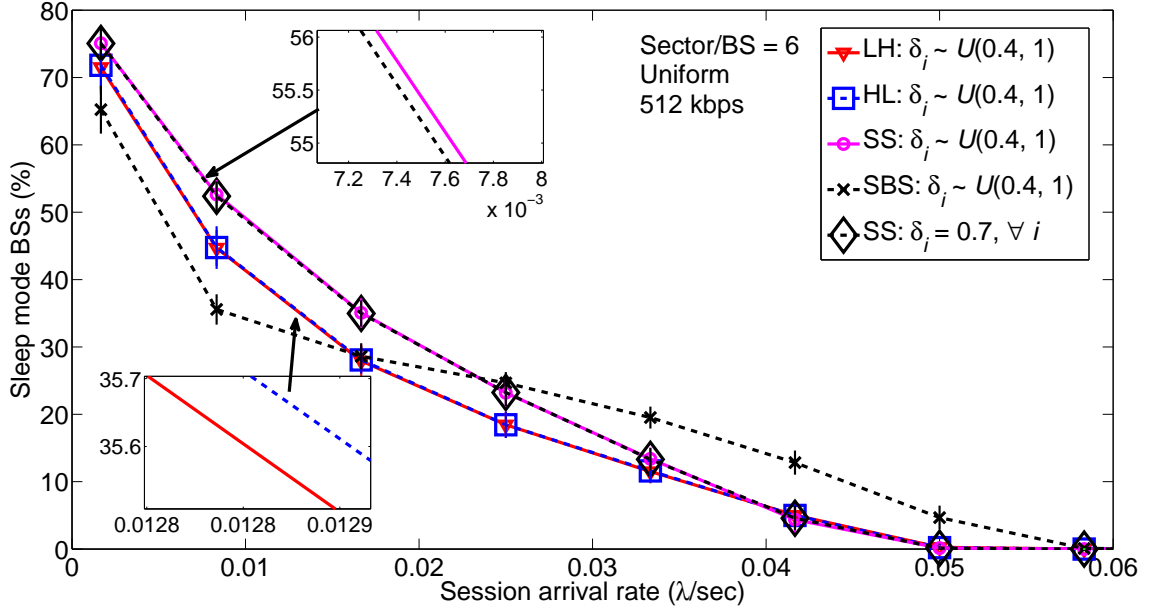 Sleep mode BSs (%)
80
70
60
50
40
30
20
10
0
56
55.5
55
7.2
7.4
7.6
7.8
8
x 10⁻³
Sector/BS = 6
Uniform
512 kbps
LH: δᵢ ~ U(0.4, 1)
HL: δᵢ ~ U(0.4, 1)
SS: δᵢ ~ U(0.4, 1)
SBS: δᵢ ~ U(0.4, 1)
SS: δᵢ = 0.7, ∀ i
35.7
35.6
0.0128
0.0128
0.0129
0
0.01
0.02
0.03
0.04
0.05
0.06
Session arrival rate (λ/sec)